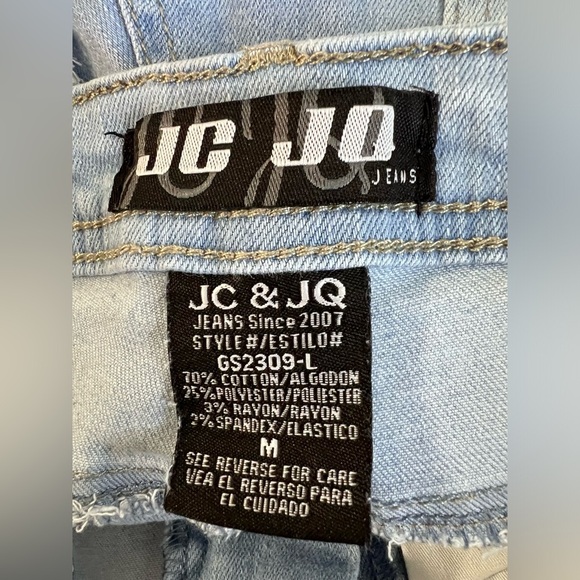 JC JQ
JEANS
JC & JQ
JEANS Since 2007
STYLE#/ESTILO#
GS2309-L
70% COTTON/ALGODON
25%POLYESTER/POLIESTER
3% RAYON/RAYON
2%SPANDEX/ELASTICO
M
SEE REVERSE FOR CARE
VEA EL REVERSO PARA
EL CUIDADO